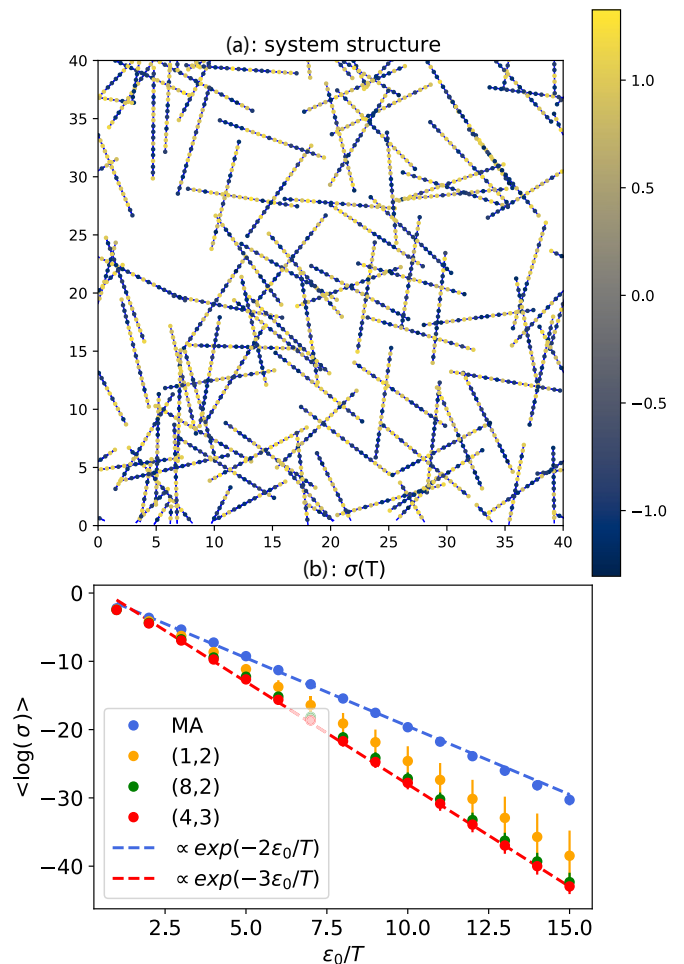 (a): system structure
40
35
30
25
20
15
10
5
0
0 5 10 15 20 25 30 35 40
1.0
0.5
0.0
−0.5
−1.0
(b): σ(T)
0
−10
−20
−30
−40
<log(σ)>
MA
(1,2)
(8,2)
(4,3)
∝ exp(−2ε₀/T)
∝ exp(−3ε₀/T)
2.5 5.0 7.5 10.0 12.5 15.0
ε₀/T